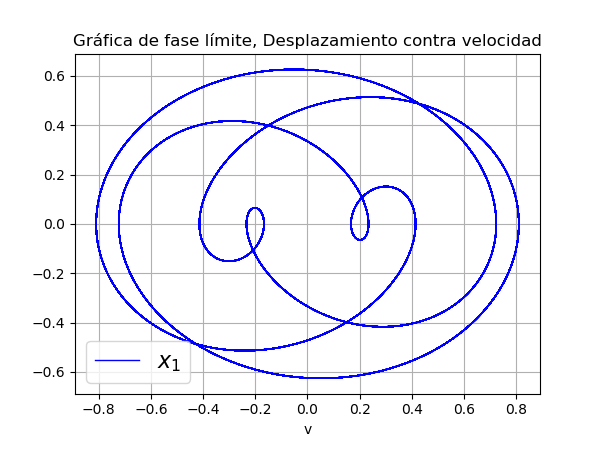 Gráfica de fase límite, Desplazamiento contra velocidad
0.6
0.4
0.2
0.0
−0.2
−0.4
−0.6
x₁
−0.8 −0.6 −0.4 −0.2 0.0 0.2 0.4 0.6 0.8
v